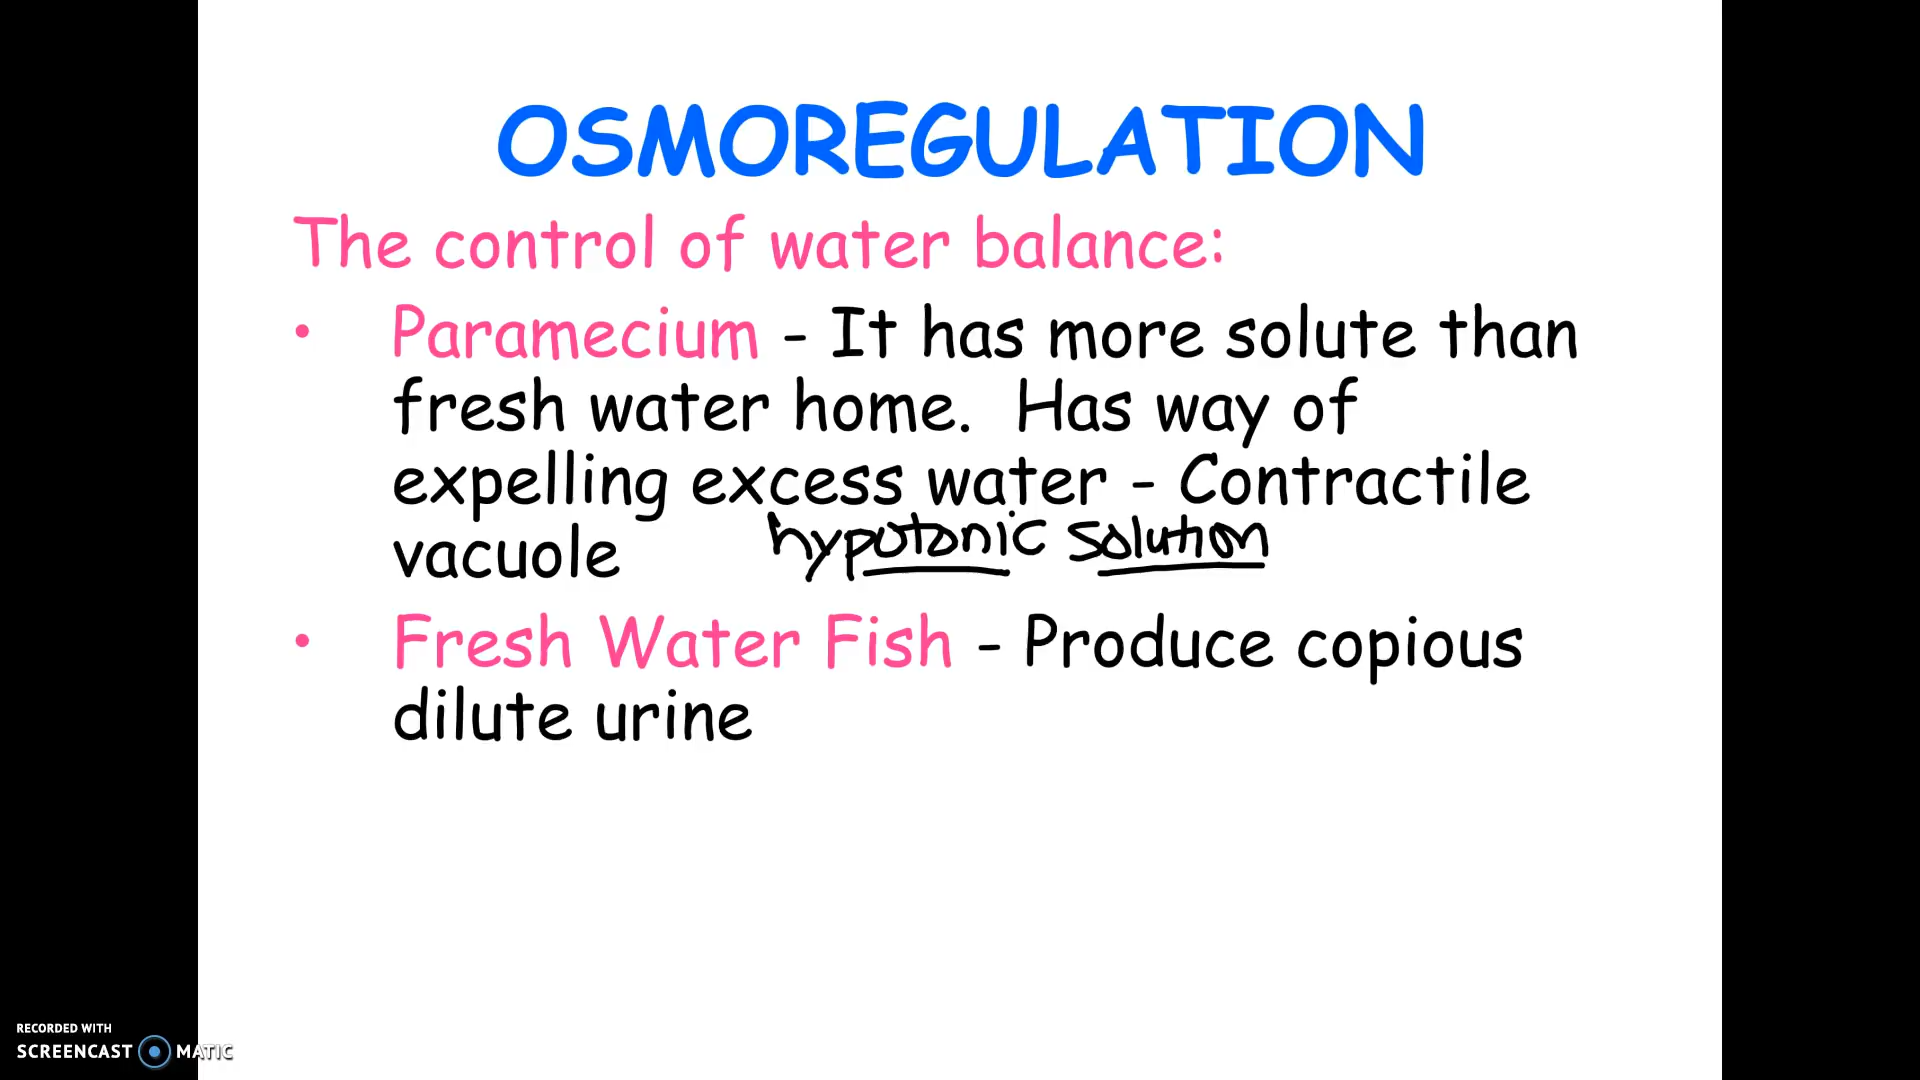 OSMOREGULATION
The control of water balance:
• Paramecium - It has more solute than
fresh water home. Has way of
expelling excess water - Contractile
vacuole
hypotonic solution
• Fresh Water Fish - Produce copious
dilute urine
RECORDED WITH
SCREENCAST MATIC